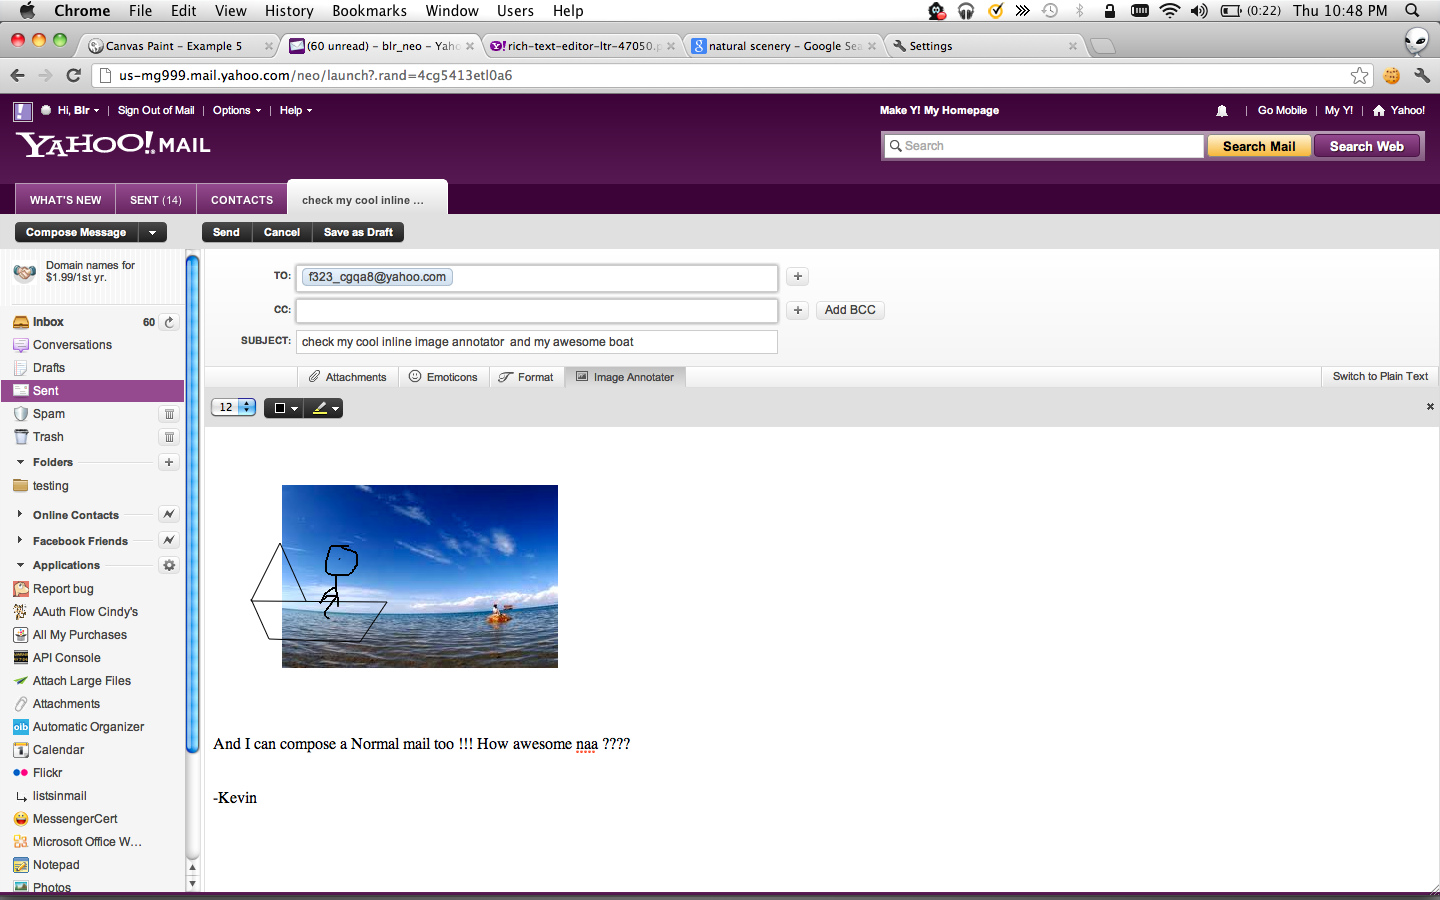 Chrome File Edit View History Bookmarks Window Users Help (0:22) Thu 10:48 PM
Canvas Paint – Example 5 × (60 unread) – blr_neo – Yaho × rich-text-editor-ltr-47050.p × natural scenery – Google Sea × Settings ×
us-mg999.mail.yahoo.com/neo/launch?.rand=4cg5413etl0a6
Hi, Blr | Sign Out of Mail | Options | Help Make Y! My Homepage | Go Mobile | My Y! | Yahoo!
YAHOO! MAIL Search Search Mail Search Web
WHAT'S NEW SENT (14) CONTACTS check my cool inline ...
Compose Message Send Cancel Save as Draft
Domain names for
$1.99/1st yr.
TO: f323_cgqa8@yahoo.com +
CC: + Add BCC
SUBJECT: check my cool inline image annotator and my awesome boat
Attachments Emoticons Format Image Annotater Switch to Plain Text
12 ×
Inbox 60
Conversations
Drafts
Sent
Spam
Trash
Folders +
testing
Online Contacts
Facebook Friends
Applications
Report bug
AAuth Flow Cindy's
All My Purchases
API Console
Attach Large Files
Attachments
olb Automatic Organizer
Calendar
Flickr
listsinmail
MessengerCert
Microsoft Office W...
Notepad
Photos
And I can compose a Normal mail too !!! How awesome naa ????
-Kevin